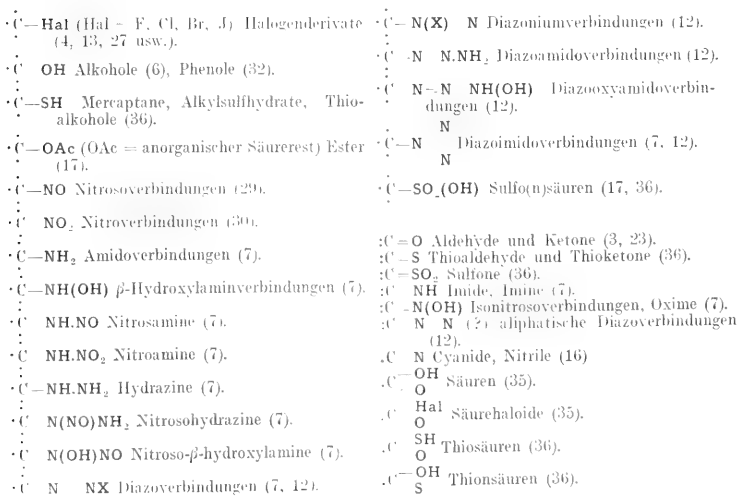 ·C—Hal (Hal = F, Cl, Br, J) Halogenderivate
(4, 13, 27 usw.).
·C OH Alkohole (6), Phenole (32).
·C—SH Mercaptane, Alkylsulfhydrate, Thio-
alkohole (36).
·C—OAc (OAc = anorganischer Säurerest) Ester
(17).
·C—NO Nitrosoverbindungen (29).
·C NO₂ Nitroverbindungen (30).
·C—NH₂ Amidoverbindungen (7).
·C—NH(OH) β-Hydroxylaminverbindungen (7).
·C NH.NO Nitrosamine (7).
·C NH.NO₂ Nitroamine (7).
·C—NH.NH₂ Hydrazine (7).
·C N(NO)NH₂ Nitrosohydrazine (7).
·C N(OH)NO Nitroso-β-hydroxylamine (7).
·C N NX Diazoverbindungen (7, 12).
·C—N(X) N Diazoniumverbindungen (12).
·C -N N.NH₂ Diazoamidoverbindungen (12).
·C N–N NH(OH) Diazooxyamidoverbin-
dungen (12).
N
·C—N Diazoimidoverbindungen (7, 12).
N
·C—SO₂(OH) Sulfo(n)säuren (17, 36).
:C=O Aldehyde und Ketone (3, 23).
:C–S Thioaldehyde und Thioketone (36).
:C=SO₂ Sulfone (36).
:C NH Imide, Imine (7).
:C -N(OH) Isonitrosoverbindungen, Oxime (7).
:C N N (?) aliphatische Diazoverbindungen
(12).
.C N Cyanide, Nitrile (16)
.C—OH
O Säuren (35).
.C Hal
O Säurehaloide (35).
.C SH
O Thiosäuren (36).
.C—OH
S Thionsäuren (36).